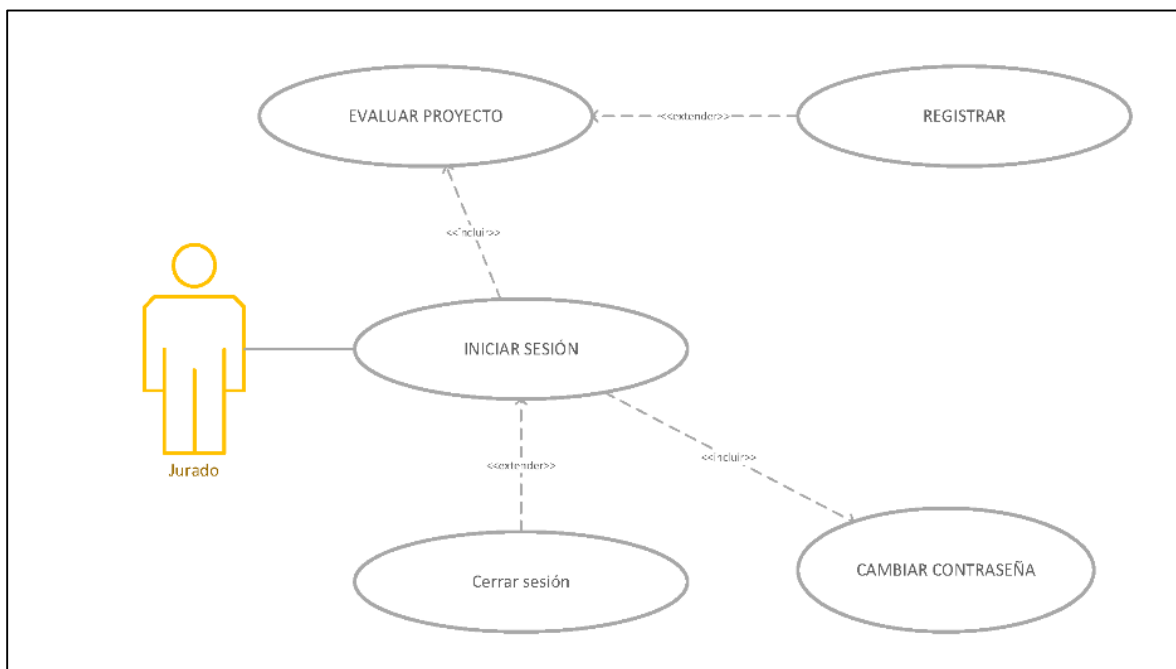 EVALUAR PROYECTO
<<extender>>
REGISTRAR
<<incluir>>
INICIAR SESIÓN
Jurado
<<extender>>
<<incluir>>
Cerrar sesión
CAMBIAR CONTRASEÑA